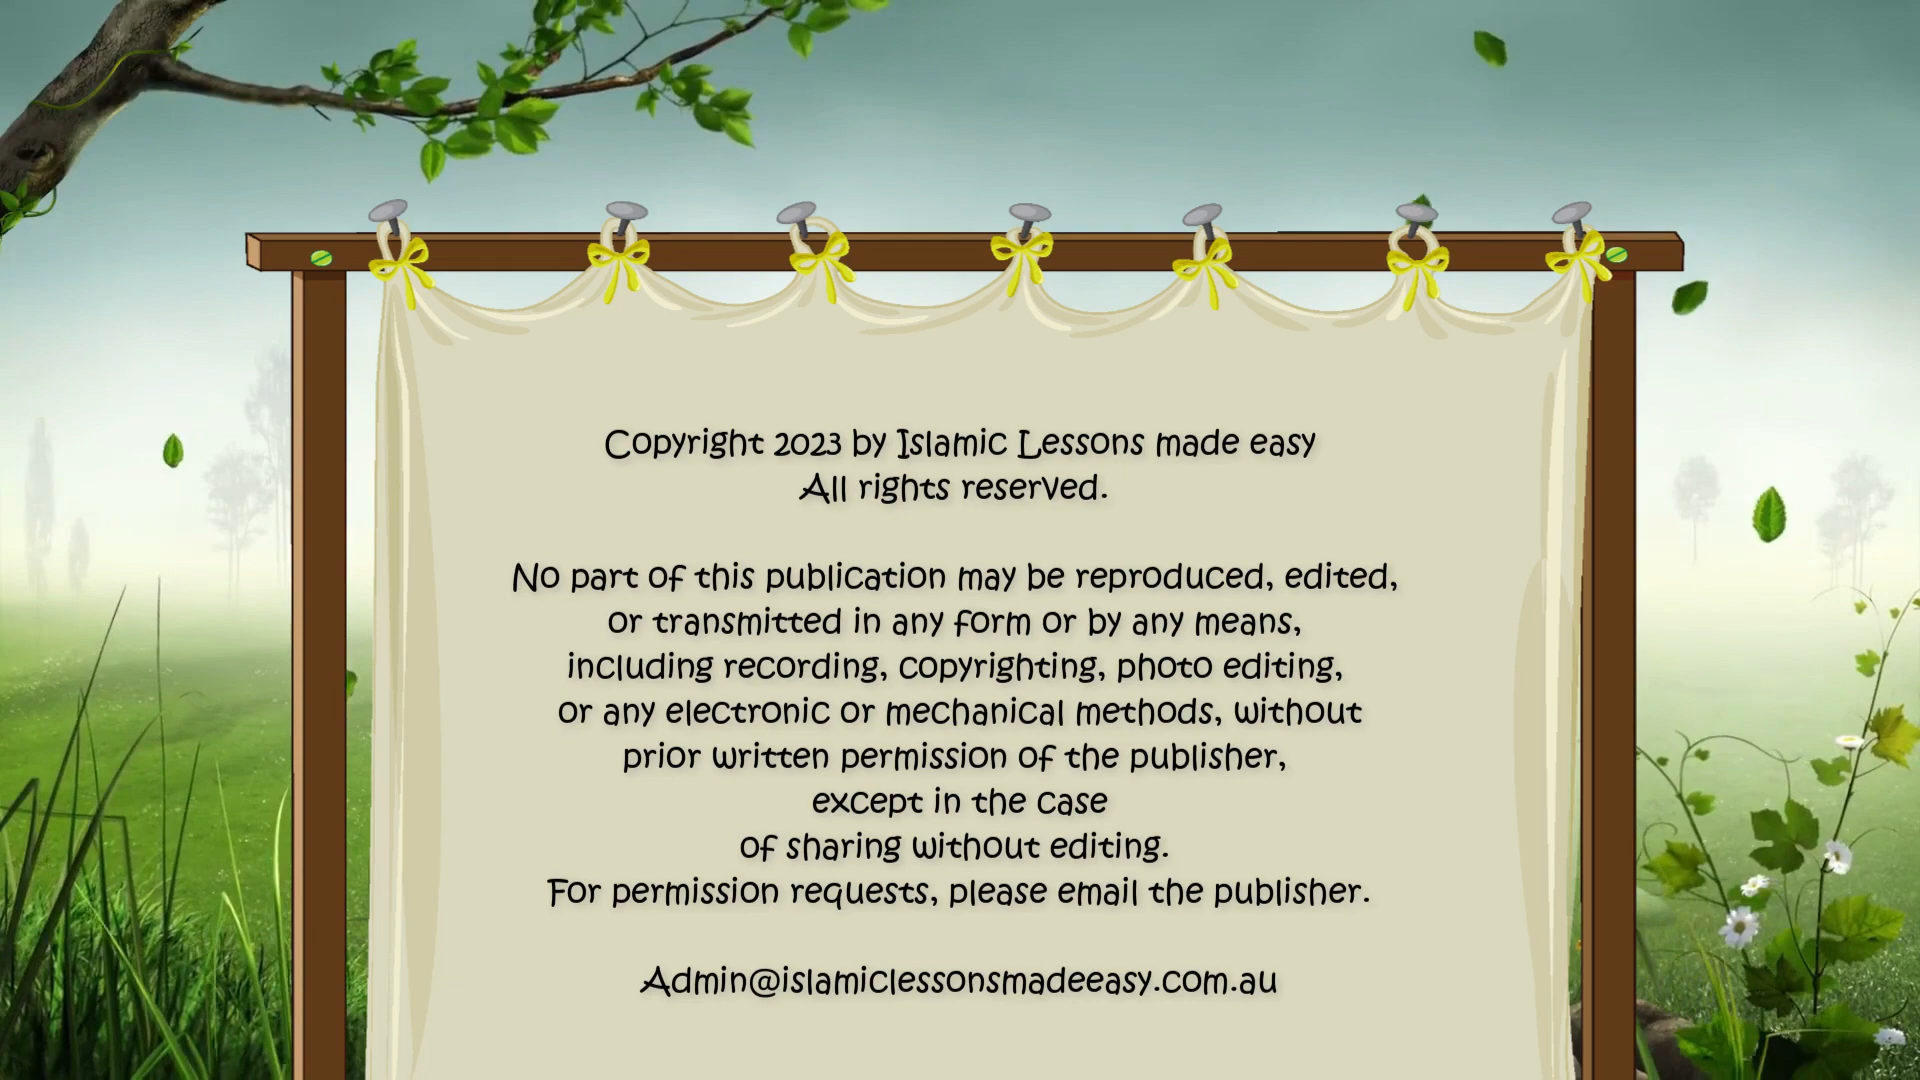 Copyright 2023 by Islamic Lessons made easy
All rights reserved.
No part of this publication may be reproduced, edited,
or transmitted in any form or by any means,
including recording, copyrighting, photo editing,
or any electronic or mechanical methods, without
prior written permission of the publisher,
except in the case
of sharing without editing.
For permission requests, please email the publisher.
Admin@islamiclessonsmadeeasy.com.au